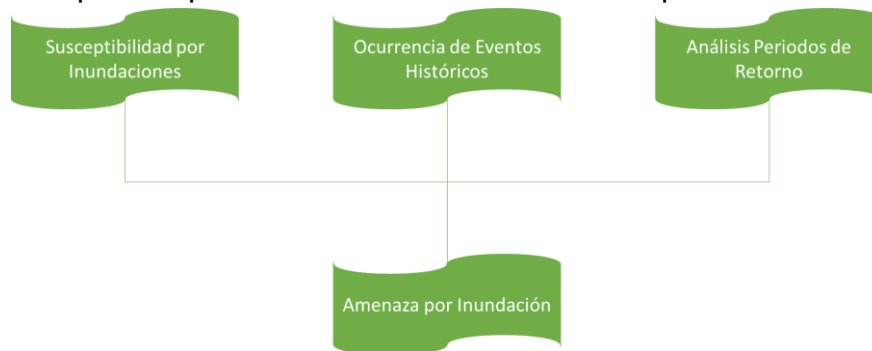 Susceptibilidad por
Inundaciones
Ocurrencia de Eventos
Históricos
Análisis Periodos de
Retorno
Amenaza por Inundación